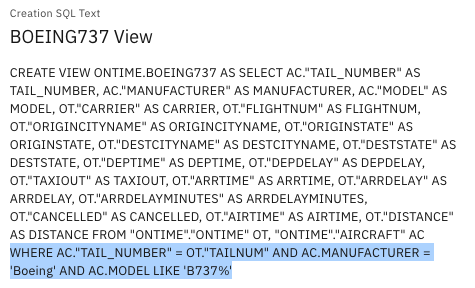 Creation SQL Text
BOEING737 View
CREATE VIEW ONTIME.BOEING737 AS SELECT AC."TAIL_NUMBER" AS
TAIL_NUMBER, AC."MANUFACTURER" AS MANUFACTURER, AC."MODEL" AS
MODEL, OT."CARRIER" AS CARRIER, OT."FLIGHTNUM" AS FLIGHTNUM,
OT."ORIGINCITYNAME" AS ORIGINCITYNAME, OT."ORIGINSTATE" AS
ORIGINSTATE, OT."DESTCITYNAME" AS DESTCITYNAME, OT."DESTSTATE" AS
DESTSTATE, OT."DEPTIME" AS DEPTIME, OT."DEPDELAY" AS DEPDELAY,
OT."TAXIOUT" AS TAXIOUT, OT."ARRTIME" AS ARRTIME, OT."ARRDELAY" AS
ARRDELAY, OT."ARRDELAYMINUTES" AS ARRDELAYMINUTES,
OT."CANCELLED" AS CANCELLED, OT."AIRTIME" AS AIRTIME, OT."DISTANCE"
AS DISTANCE FROM "ONTIME"."ONTIME" OT, "ONTIME"."AIRCRAFT" AC
WHERE AC."TAIL_NUMBER" = OT."TAILNUM" AND AC.MANUFACTURER =
'Boeing' AND AC.MODEL LIKE 'B737%'